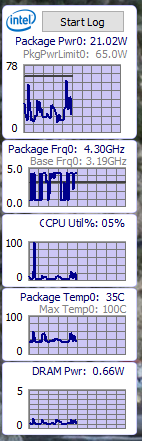 intel
Start Log
Package Pwr0: 21.02W
PkgPwrLimit0: 65.0W
78
0
Package Frq0: 4.30GHz
Base Frq0: 3.19GHz
5.0
0.0
CCPU Util%: 05%
100
0
Package Temp0: 35C
Max Temp0: 100C
100
0
DRAM Pwr: 0.66W
5
0